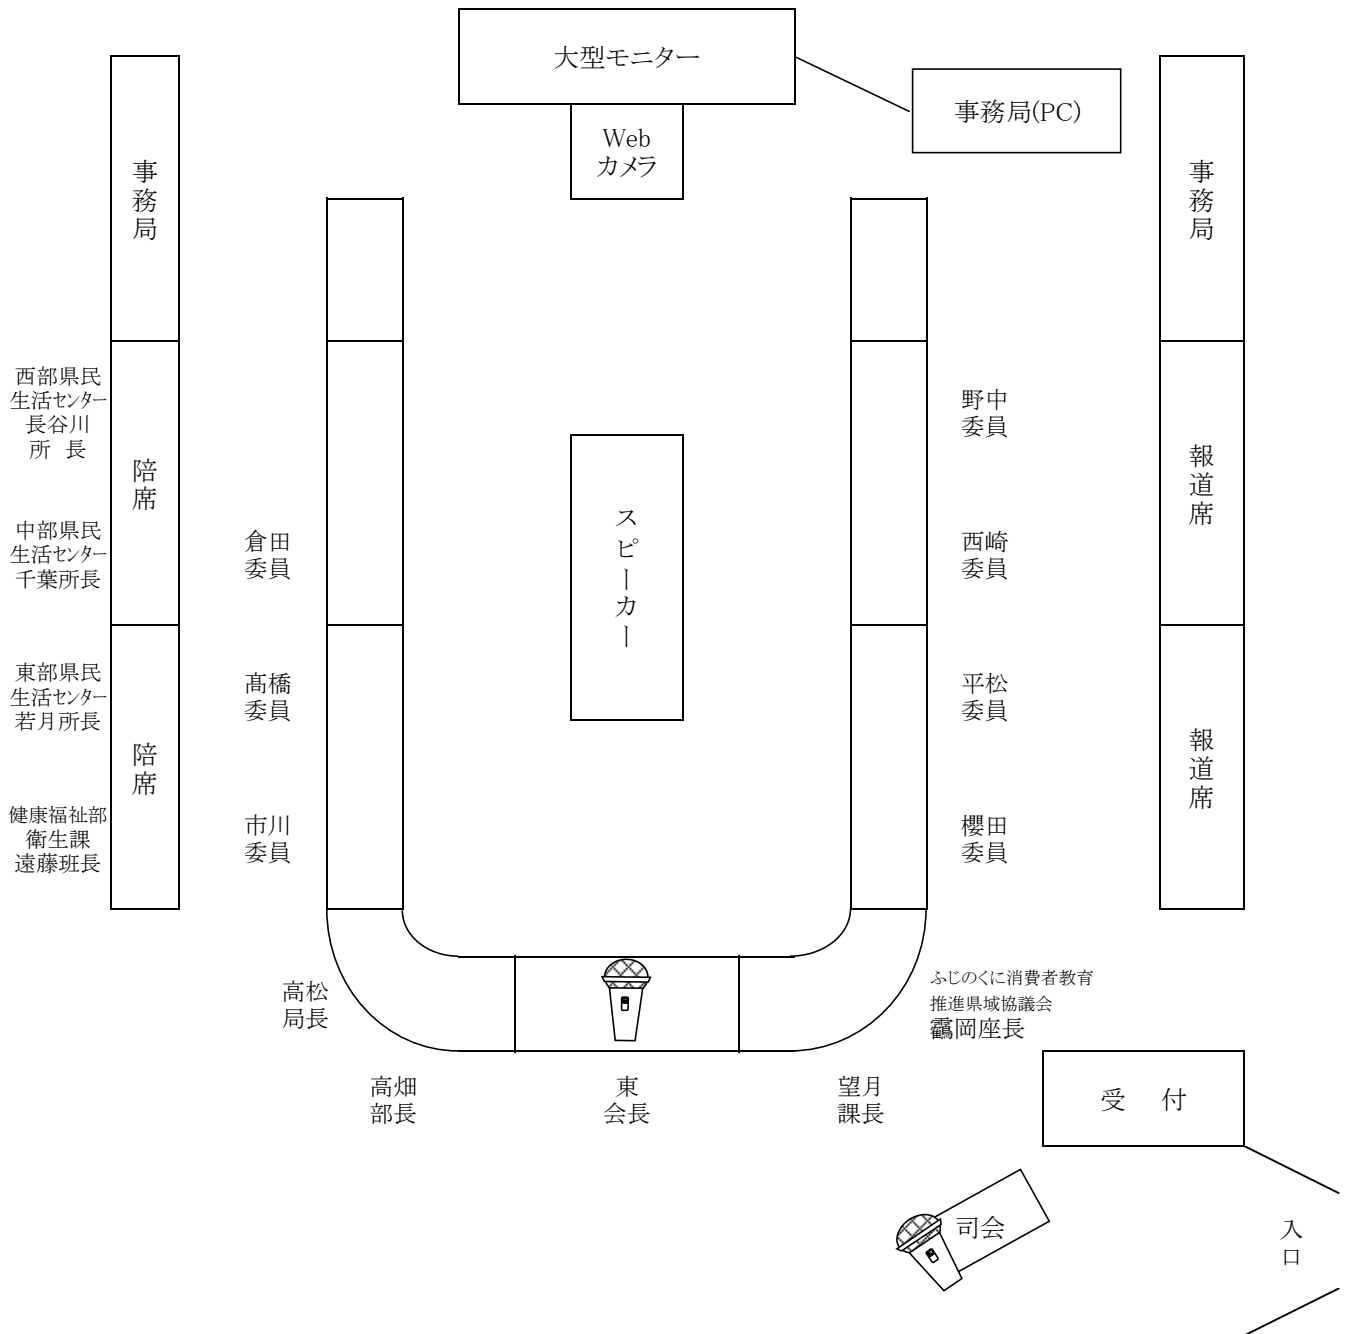 大型モニター
事務局(PC)
Web
カメラ
事務局
事務局
西部県民
生活センター
長谷川
所 長
陪席
中部県民
生活センター
千葉所長
倉田
委員
スピーカー
野中
委員
西崎
委員
報道席
東部県民
生活センター
若月所長
陪席
健康福祉部
衛生課
遠藤班長
髙橋
委員
市川
委員
平松
委員
櫻田
委員
報道席
高松
局長
ふじのくに消費者教育
推進県域協議会
靍岡座長
高畑
部長
東
会長
望月
課長
受 付
司会
入口